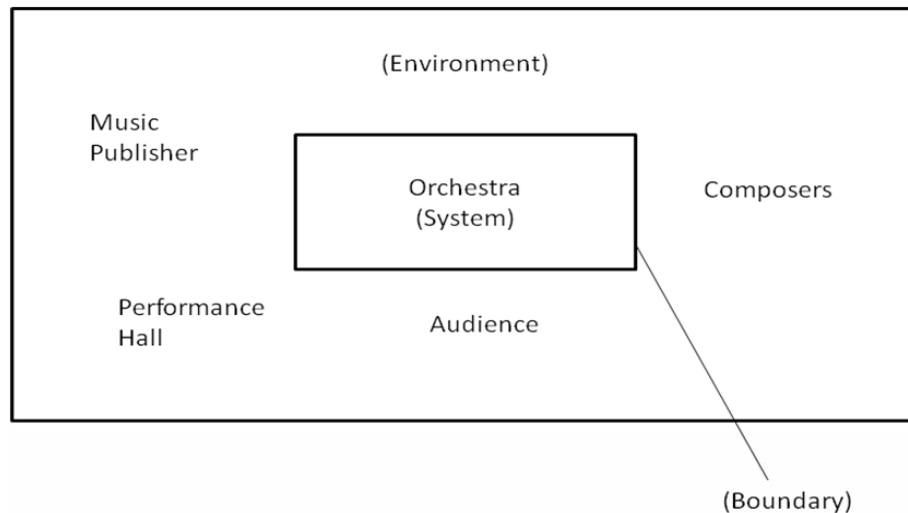 (Environment)
Music
Publisher
Orchestra
(System)
Composers
Performance
Hall
Audience
(Boundary)